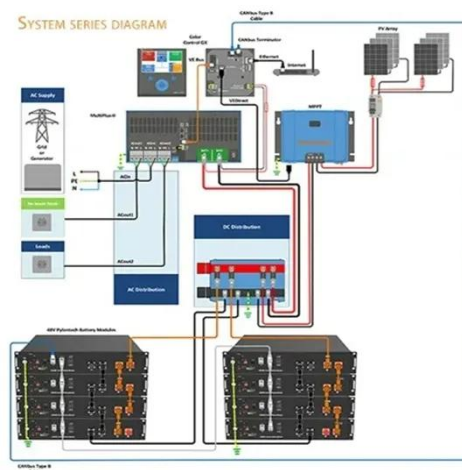 SYSTEM SERIES DIAGRAM
CANbus Type B
Cable
PV Array
Color
Control GX
CANbus Terminator
VE Bus
Ethernet
Internet
AC Supply
VEDirect
MultiPlus-II
MPPT
Grid
or
Generator
L
PE
N
ACin
ACout1
Loads
DC Distribution
ACout2
AC Distribution
48V Pylontech Battery Modules
CANbus Type B